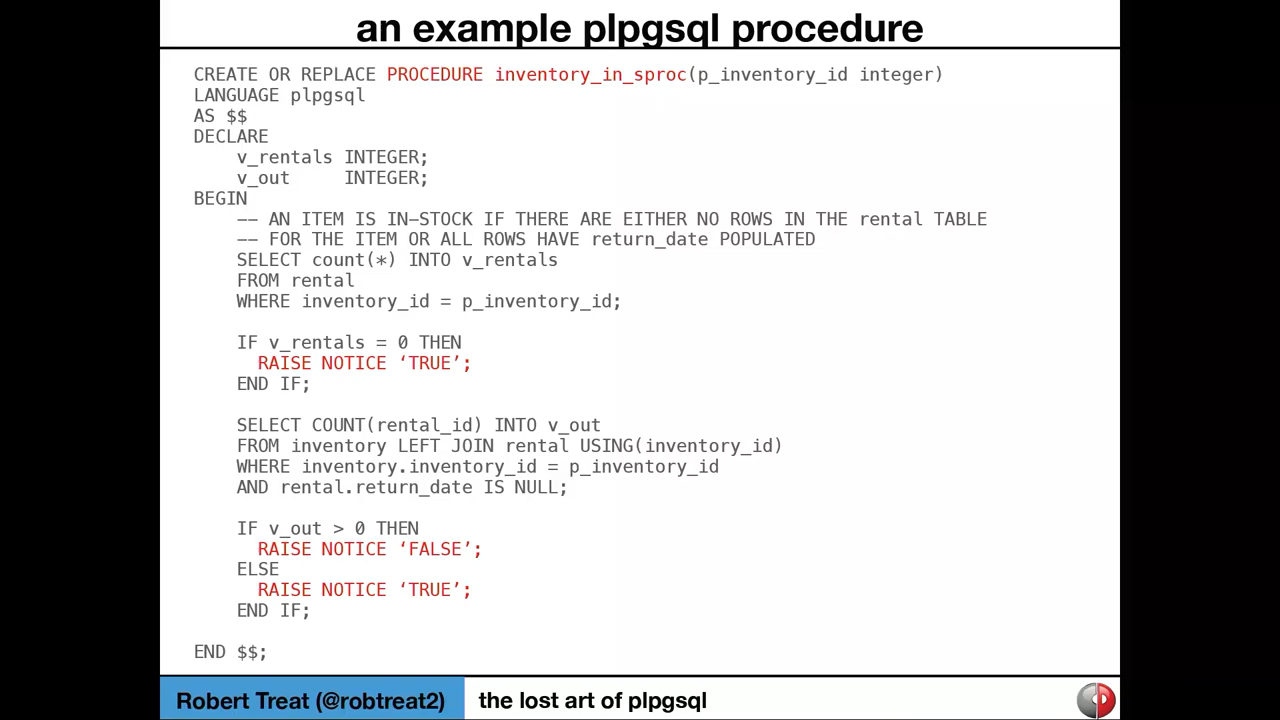 an example plpgsql procedure
CREATE OR REPLACE PROCEDURE inventory_in_sproc(p_inventory_id integer)
LANGUAGE plpgsql
AS $$
DECLARE
    v_rentals INTEGER;
    v_out     INTEGER;
BEGIN
    -- AN ITEM IS IN-STOCK IF THERE ARE EITHER NO ROWS IN THE rental TABLE
    -- FOR THE ITEM OR ALL ROWS HAVE return_date POPULATED
    SELECT count(*) INTO v_rentals
    FROM rental
    WHERE inventory_id = p_inventory_id;
    IF v_rentals = 0 THEN
      RAISE NOTICE ‘TRUE’;
    END IF;
    SELECT COUNT(rental_id) INTO v_out
    FROM inventory LEFT JOIN rental USING(inventory_id)
    WHERE inventory.inventory_id = p_inventory_id
    AND rental.return_date IS NULL;
    IF v_out > 0 THEN
      RAISE NOTICE ‘FALSE’;
    ELSE
      RAISE NOTICE ‘TRUE’;
    END IF;
END $$;
Robert Treat (@robtreat2)
the lost art of plpgsql